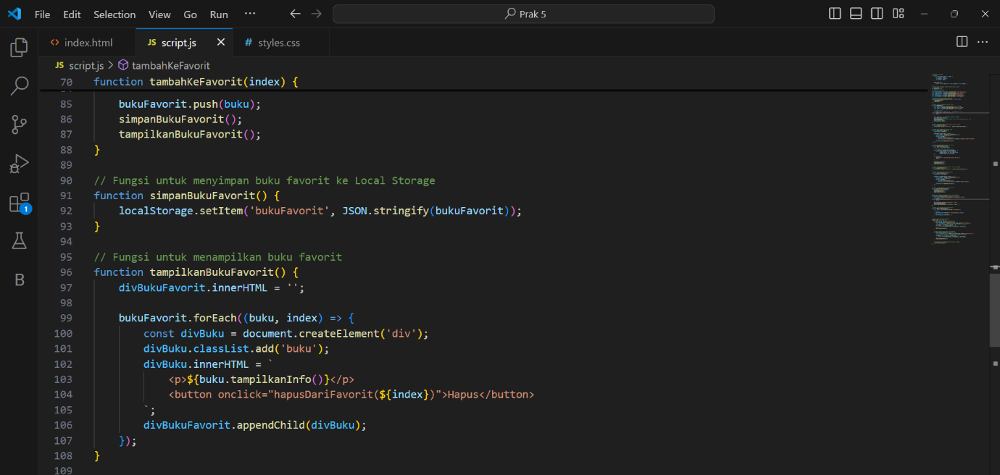 File Edit Selection View Go Run ··· Prak 5
index.html JS script.js # styles.css
JS script.js > tambahKeFavorit
70 function tambahKeFavorit(index) {
85 bukuFavorit.push(buku);
86 simpanBukuFavorit();
87 tampilkanBukuFavorit();
88 }
89
90 // Fungsi untuk menyimpan buku favorit ke Local Storage
91 function simpanBukuFavorit() {
92 localStorage.setItem('bukuFavorit', JSON.stringify(bukuFavorit));
93 }
94
95 // Fungsi untuk menampilkan buku favorit
96 function tampilkanBukuFavorit() {
97 divBukuFavorit.innerHTML = '';
98
99 bukuFavorit.forEach((buku, index) => {
100 const divBuku = document.createElement('div');
101 divBuku.classList.add('buku');
102 divBuku.innerHTML = `
103 <p>${buku.tampilkanInfo()}</p>
104 <button onclick="hapusDariFavorit(${index})">Hapus</button>
105 `;
106 divBukuFavorit.appendChild(divBuku);
107 });
108 }
109
1
B